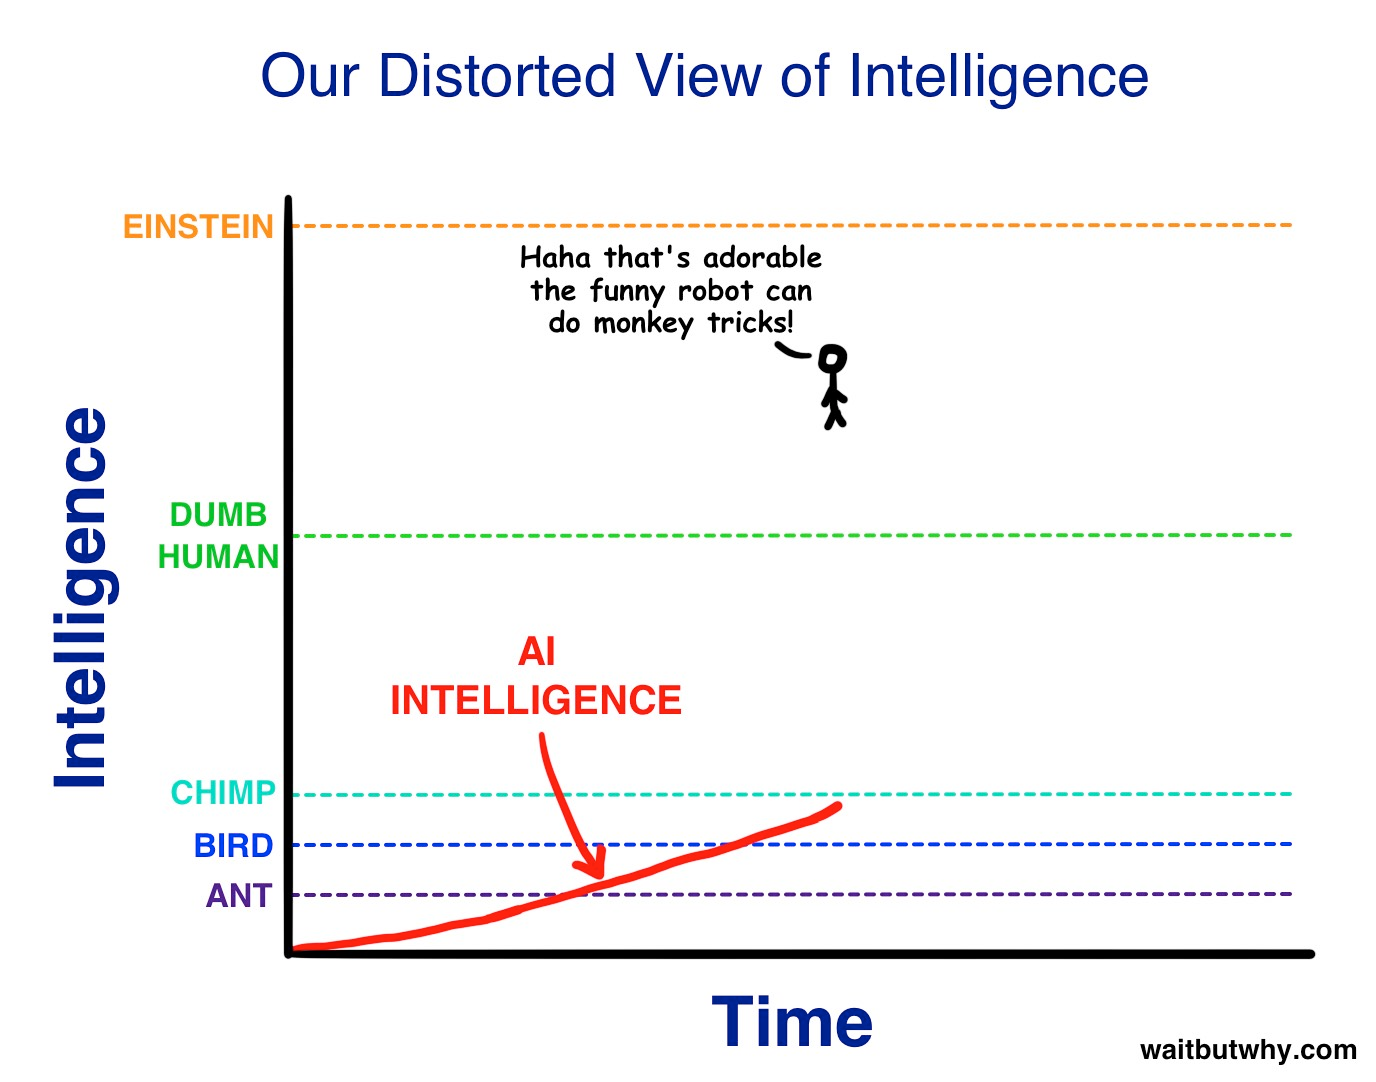 Our Distorted View of Intelligence
EINSTEIN
Haha that's adorable
the funny robot can
do monkey tricks!
DUMB
HUMAN
Intelligence
AI
INTELLIGENCE
CHIMP
BIRD
ANT
Time
waitbutwhy.com